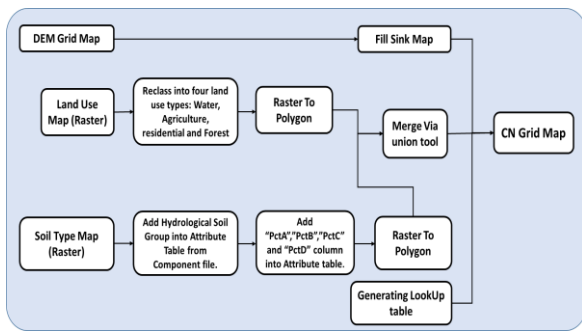 DEM Grid Map
Fill Sink Map
Land Use
Map (Raster)
Reclass into four land
use types: Water,
Agriculture,
residential and Forest
Raster To
Polygon
Merge Via
union tool
CN Grid Map
Soil Type Map
(Raster)
Add Hydrological Soil
Group into Attribute
Table from
Component file.
Add
"PctA","PctB","PctC"
and "PctD" column
into Attribute table.
Raster To
Polygon
Generating LookUp
table